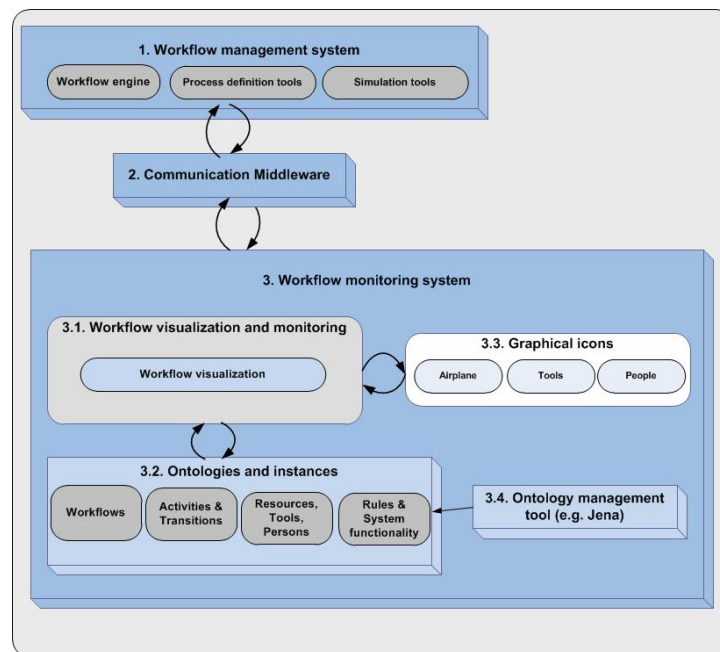 1. Workflow management system
Workflow engine
Process definition tools
Simulation tools
2. Communication Middleware
3. Workflow monitoring system
3.1. Workflow visualization and monitoring
Workflow visualization
3.3. Graphical icons
Airplane
Tools
People
3.2. Ontologies and instances
Workflows
Activities &
Transitions
Resources,
Tools,
Persons
Rules &
System
functionality
3.4. Ontology management
tool (e.g. Jena)